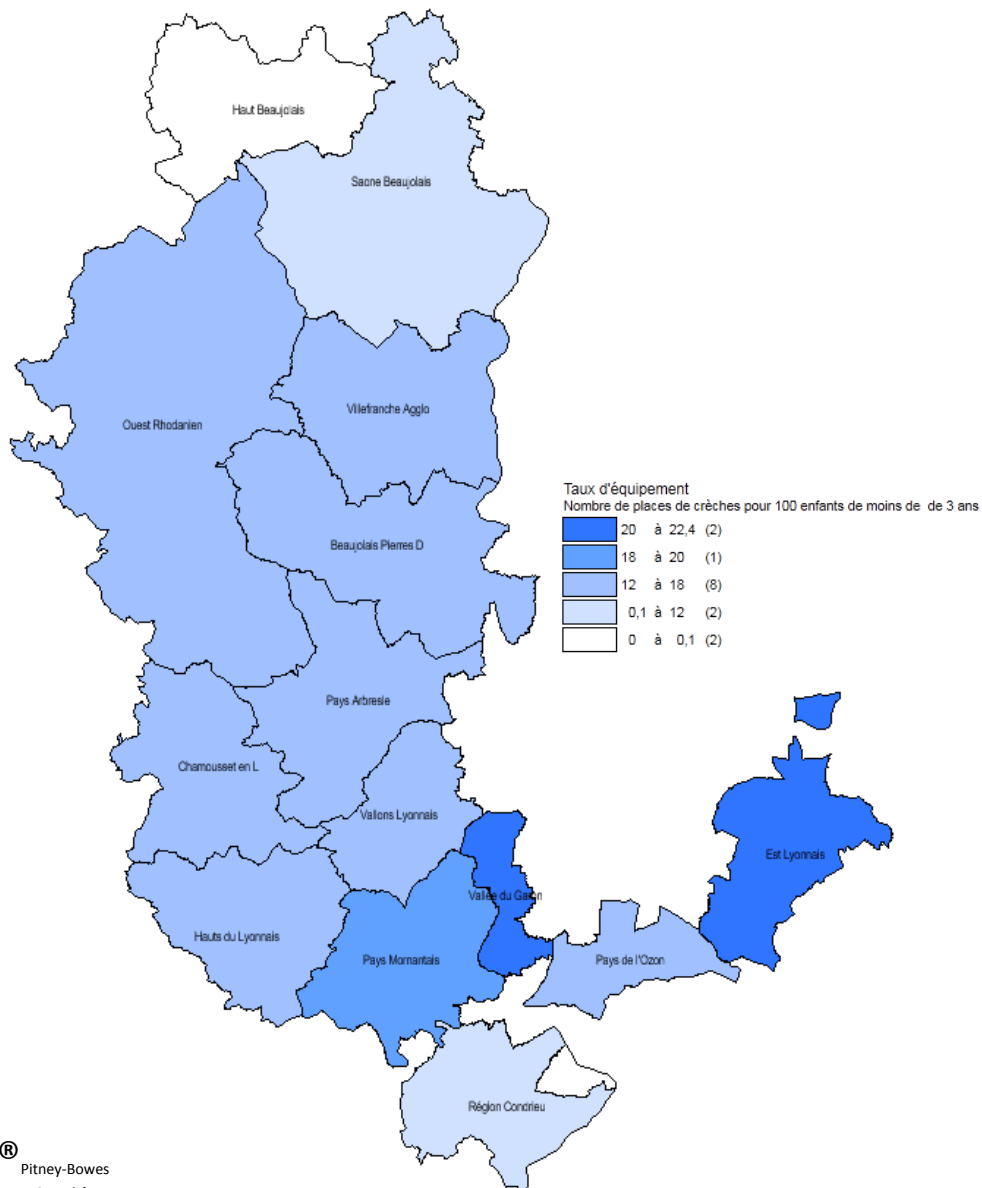 Haut Beaujolais
Saone Beaujolais
Villefranche Agglo
Ouest Rhodanien
Taux d'équipement
Nombre de places de crèches pour 100 enfants de moins de de 3 ans
20 à 22,4 (2)
18 à 20 (1)
12 à 18 (8)
0,1 à 12 (2)
0 à 0,1 (2)
Beaujolais Pierres D
Pays Arbresle
Chamousset en L
Vallons Lyonnais
Est Lyonnais
Vallée du Garon
Hauts du Lyonnais
Pays Mornantais
Pays de l'Ozon
Région Condrieu
®
Pitney-Bowes